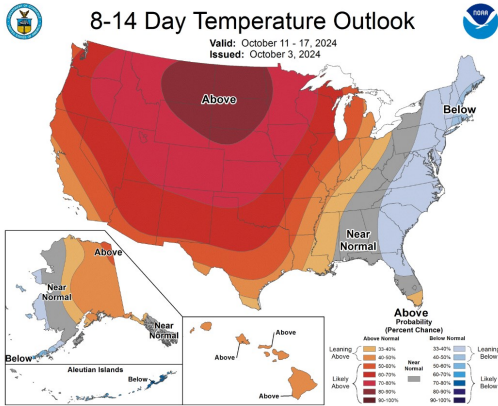 8-14 Day Temperature Outlook
Valid: October 11 - 17, 2024
Issued: October 3, 2024
NOAA
Above
Below
Near
Normal
Above
Above
Near
Normal
Near
Normal
Below
Aleutian Islands
Below
Above
Above
Above
Probability
(Percent Chance)
Above Normal
Below Normal
Leaning
Above
33-40%
40-50%
50-60%
Likely
Above
60-70%
70-80%
80-90%
90-100%
Near
Normal
33-40%
40-50%
50-60%
60-70%
70-80%
80-90%
90-100%
Leaning
Below
Likely
Below